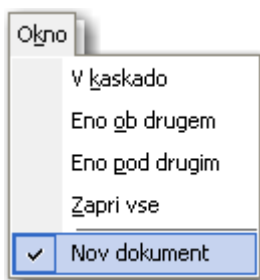 Okno
V kaskado
Eno ob drugem
Eno pod drugim
Zapri vse
Nov dokument